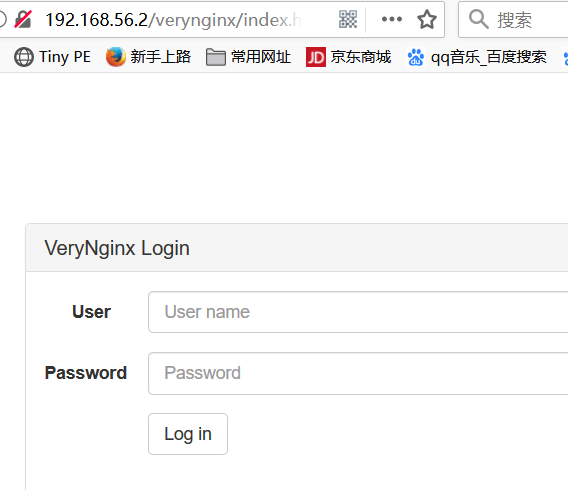 192.168.56.2/verynginx/index.h
搜索
Tiny PE 新手上路 常用网址 JD 京东商城 du qq音乐_百度搜索
VeryNginx Login
User User name
Password Password
Log in